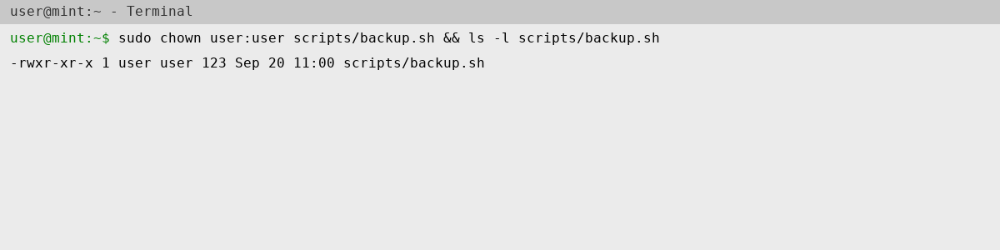 user@mint:~ - Terminal
user@mint:~$ sudo chown user:user scripts/backup.sh && ls -l scripts/backup.sh
-rwxr-xr-x 1 user user 123 Sep 20 11:00 scripts/backup.sh